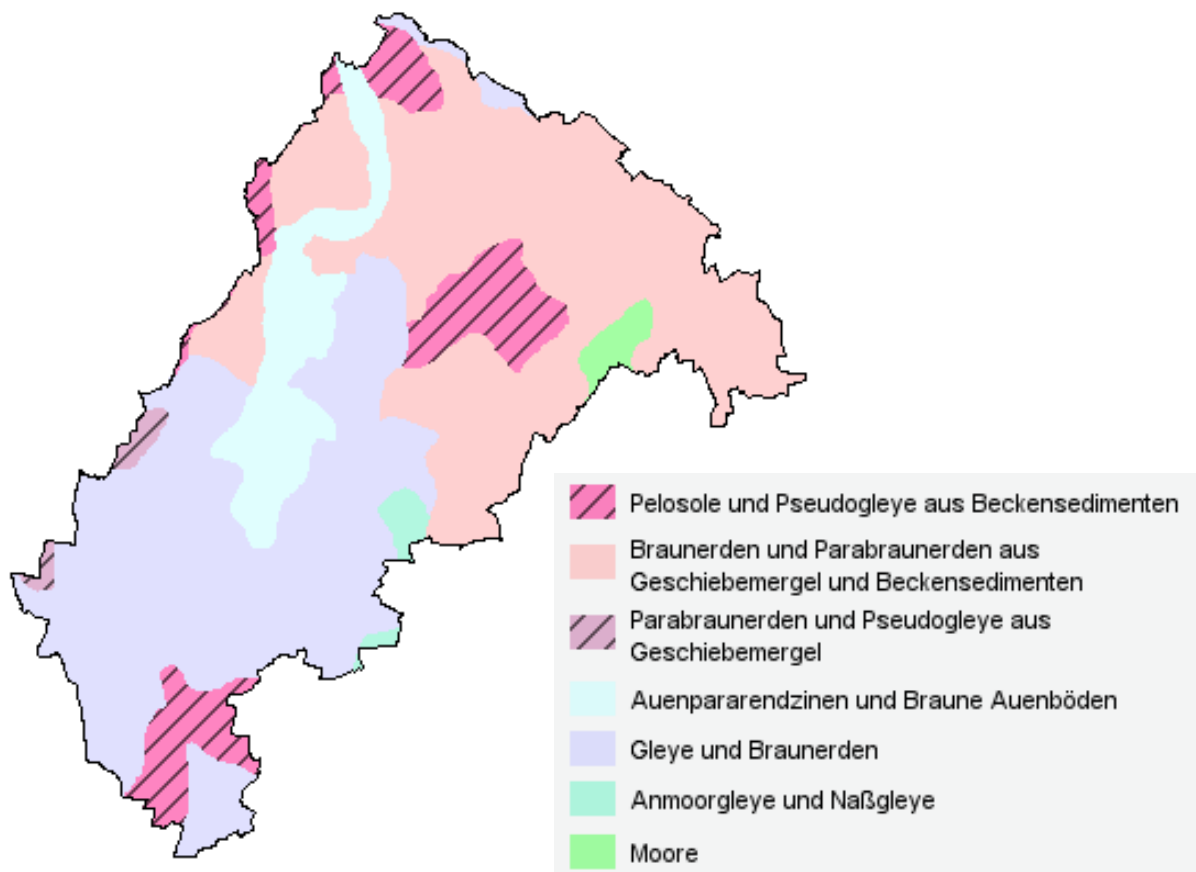 Pelosole und Pseudogleye aus Beckensedimenten
Braunerden und Parabraunerden aus
Geschiebemergel und Beckensedimenten
Parabraunerden und Pseudogleye aus
Geschiebemergel
Auenpararendzinen und Braune Auenböden
Gleye und Braunerden
Anmoorgleye und Naßgleye
Moore